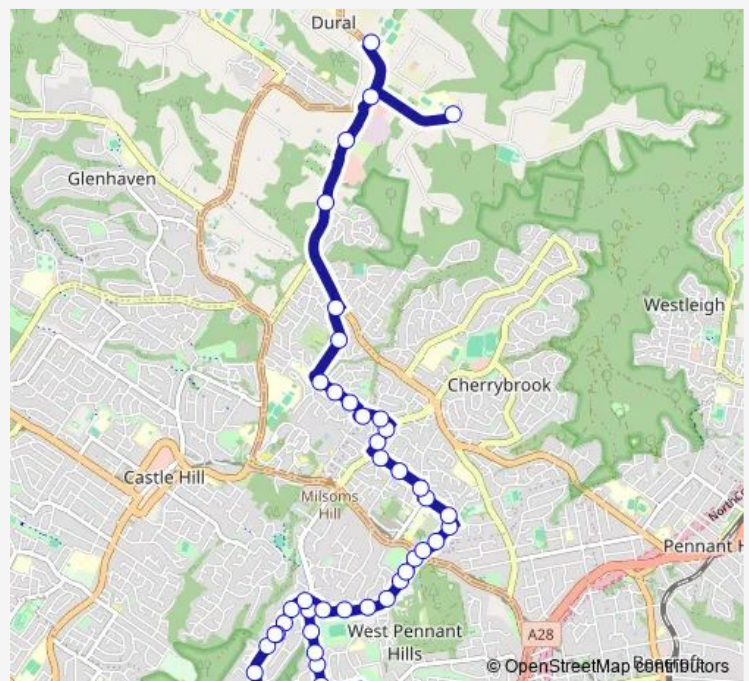 Dural
Glenhaven
Westleigh
Cherrybrook
Castle Hill
Milsoms
Hill
Pennant H
West Pennant
Hills
A28
© OpenStreetMap contributors